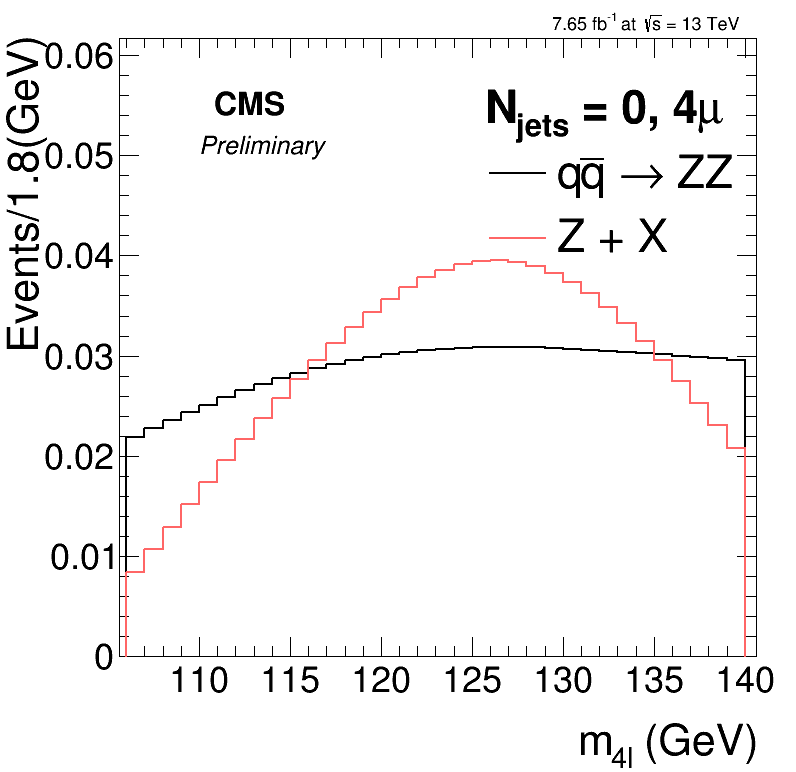 7.65 fb⁻¹ at √s = 13 TeV
CMS
Preliminary
N_jets = 0, 4μ
qq̅ → ZZ
Z + X
Events/1.8(GeV)
0.06
0.05
0.04
0.03
0.02
0.01
0
110 115 120 125 130 135 140
m_4l (GeV)